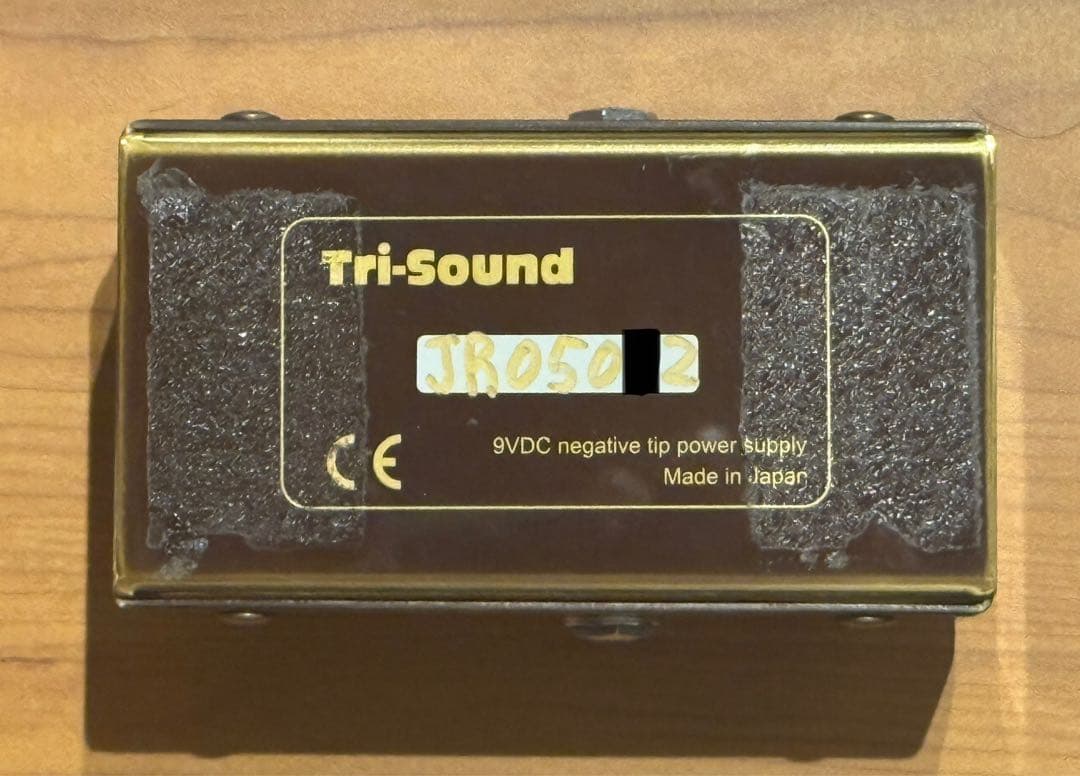 Tri-Sound
JR050 2
CE
9VDC negative tip power supply
Made in Japan